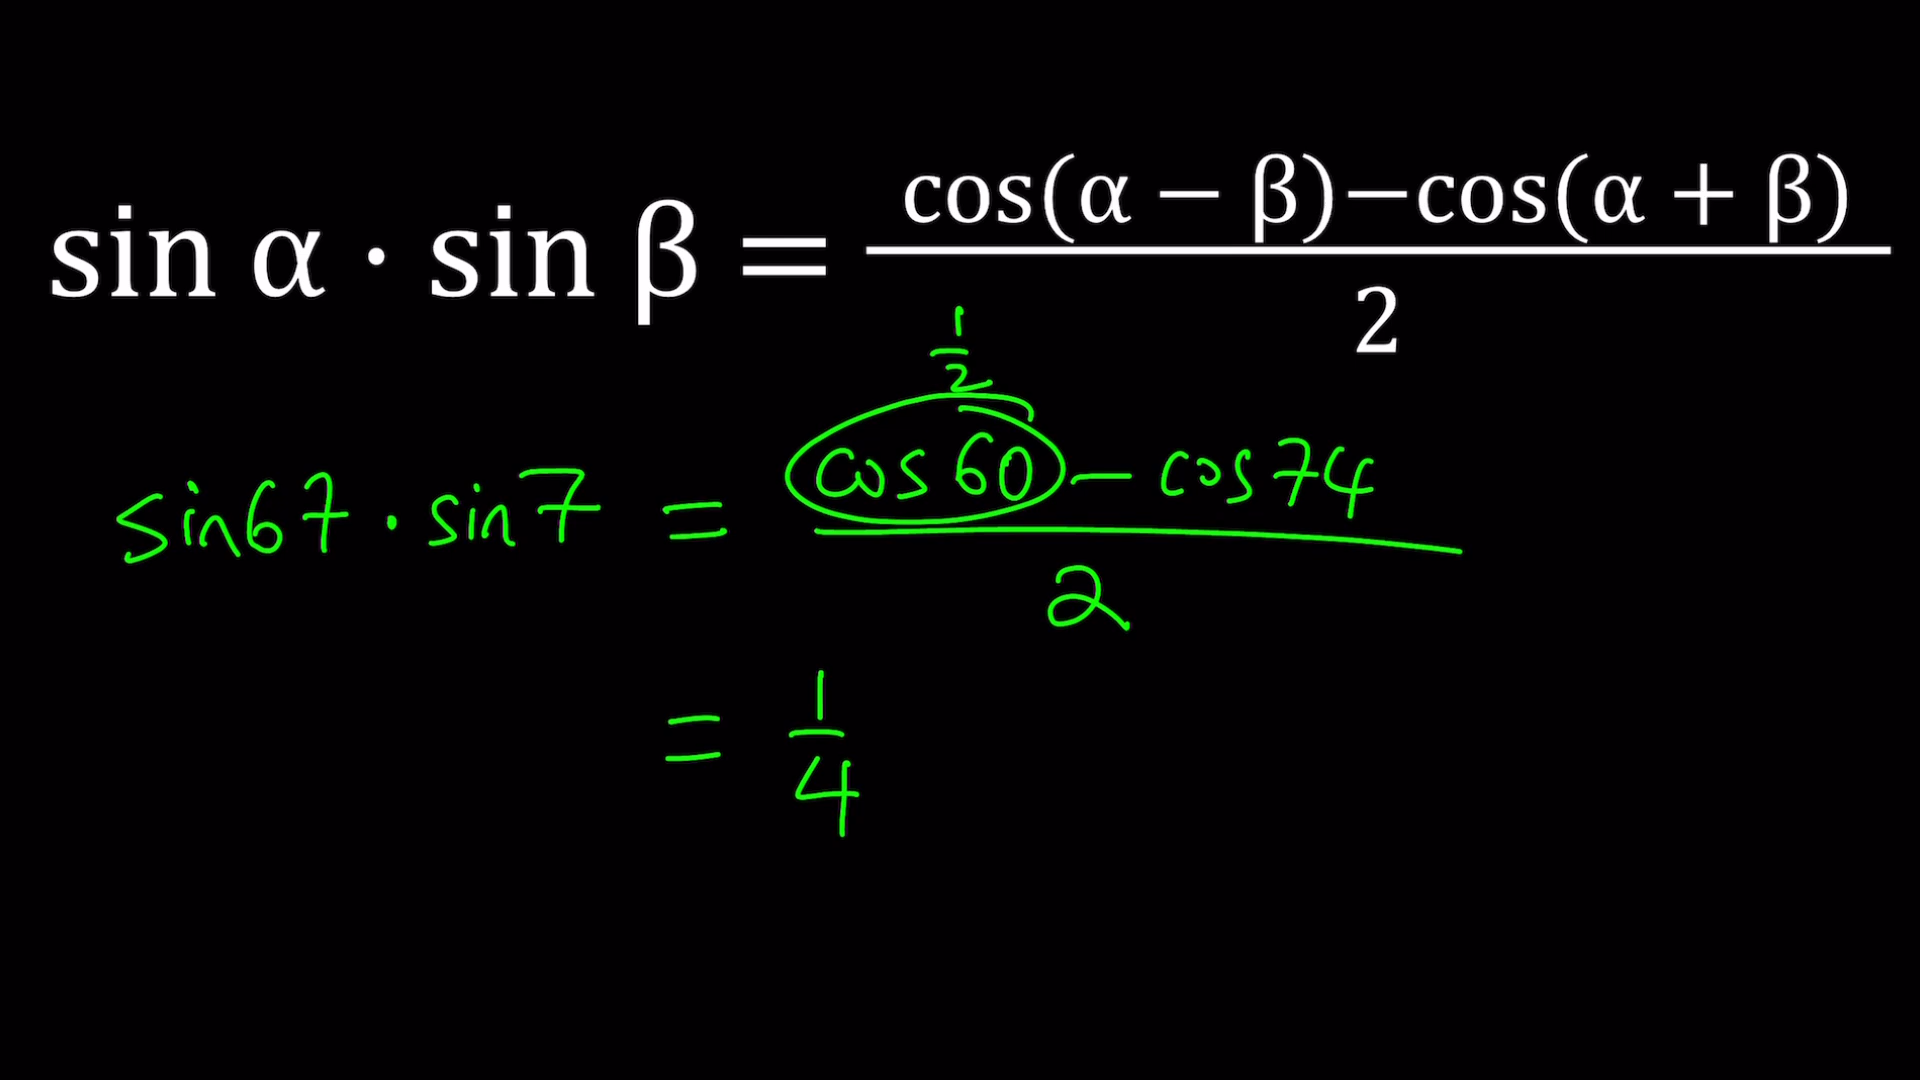 sin α · sin β = cos(α − β)−cos(α + β) / 2
sin67 · sin7 = cos60 − cos74 / 2
1/2
= 1/4